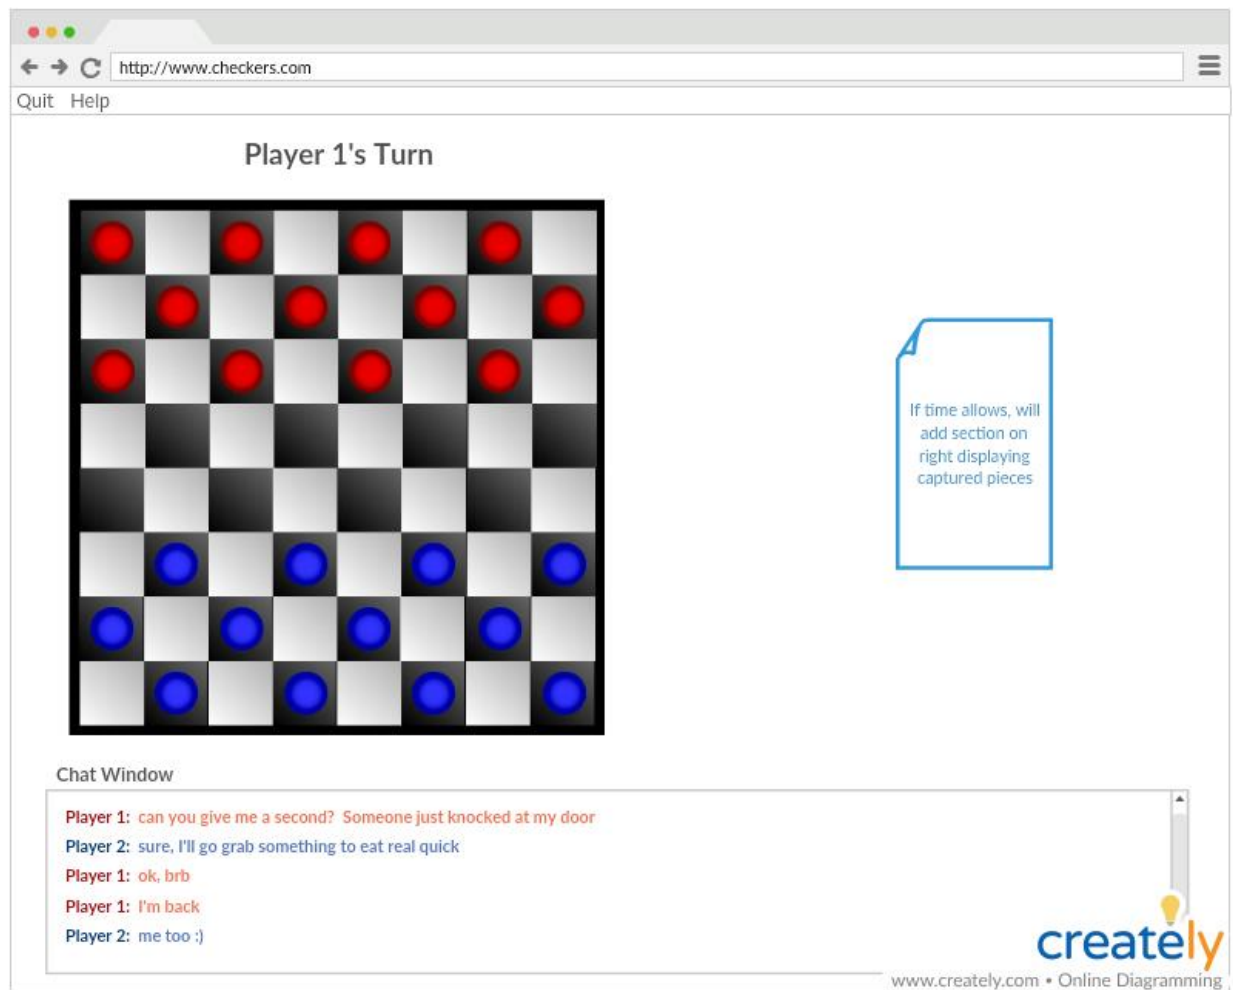 http://www.checkers.com
Quit Help
Player 1's Turn
If time allows, will
add section on
right displaying
captured pieces
Chat Window
Player 1: can you give me a second? Someone just knocked at my door
Player 2: sure, I'll go grab something to eat real quick
Player 1: ok, brb
Player 1: I'm back
Player 2: me too :)
creately
www.creately.com • Online Diagramming